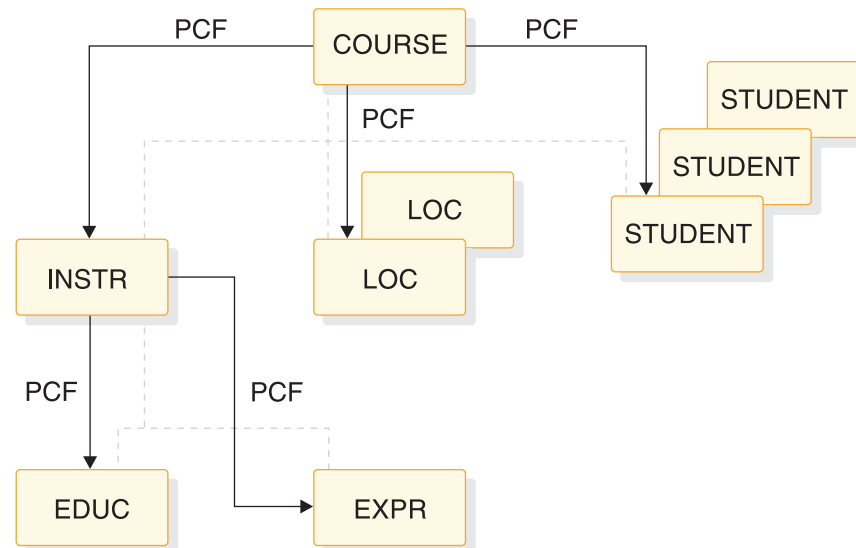 PCF
COURSE
PCF
PCF
STUDENT
STUDENT
STUDENT
LOC
LOC
INSTR
PCF
PCF
EDUC
EXPR